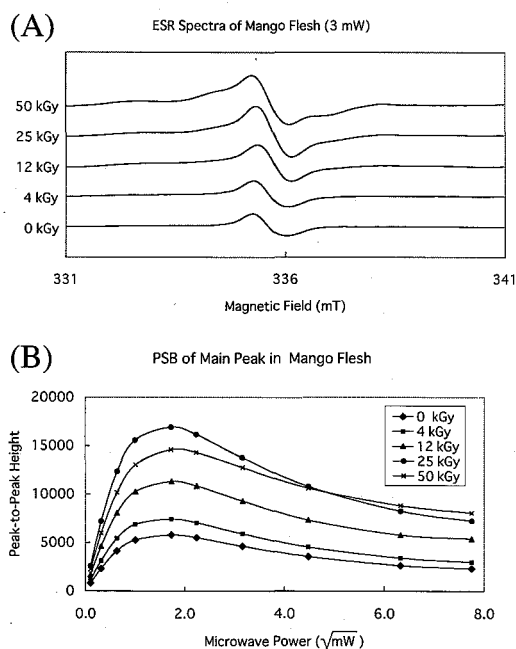 (A)
ESR Spectra of Mango Flesh (3 mW)
50 kGy
25 kGy
12 kGy
4 kGy
0 kGy
331
336
341
Magnetic Field (mT)
(B)
PSB of Main Peak in Mango Flesh
20000
15000
10000
5000
0
Peak-to-Peak Height
0 kGy
4 kGy
12 kGy
25 kGy
50 kGy
0.0
2.0
4.0
6.0
8.0
Microwave Power (√mW)